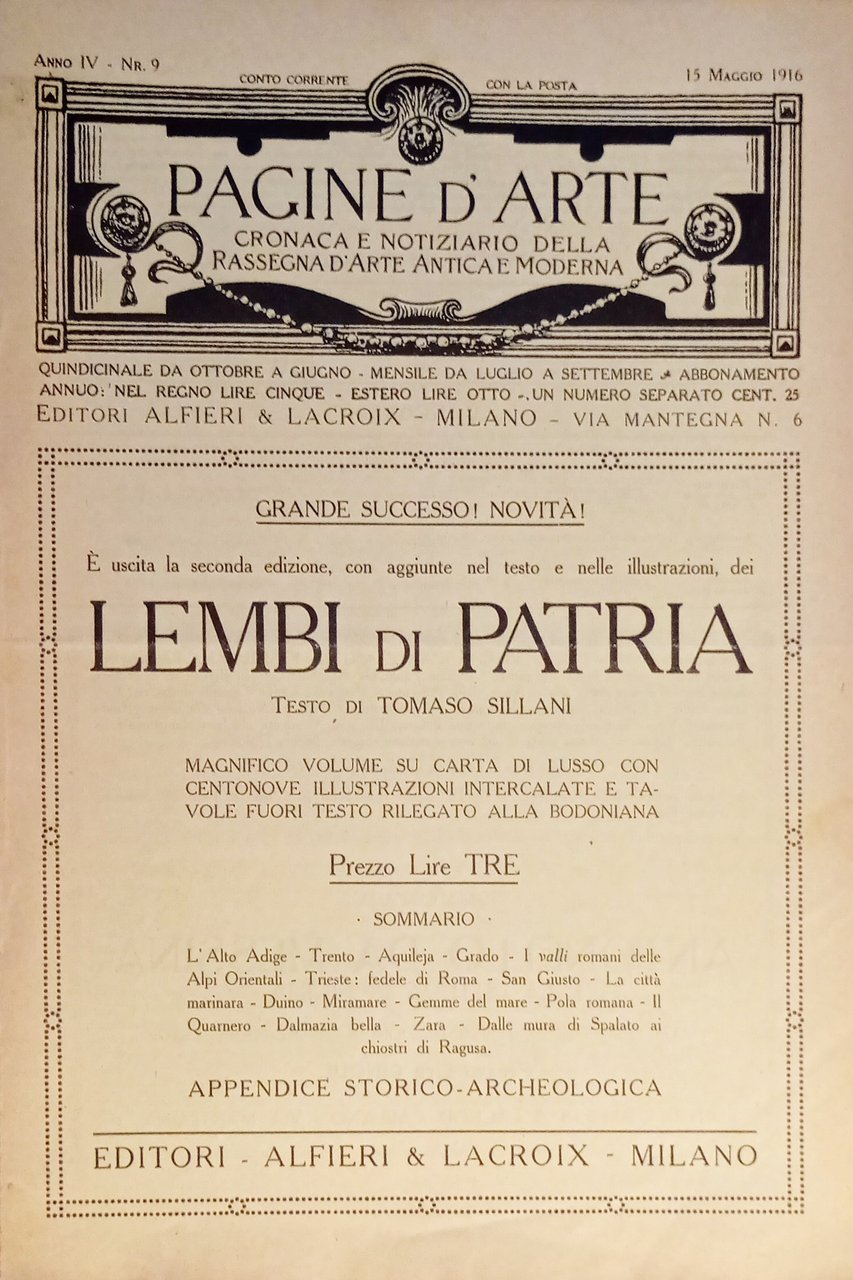 Anno IV - Nr. 9
CONTO CORRENTE
CON LA POSTA
15 Maggio 1916
PAGINE D'ARTE
CRONACA E NOTIZIARIO DELLA
RASSEGNA D'ARTE ANTICA E MODERNA
QUINDICINALE DA OTTOBRE A GIUGNO - MENSILE DA LUGLIO A SETTEMBRE - ABBONAMENTO
ANNUO: NEL REGNO LIRE CINQUE - ESTERO LIRE OTTO - UN NUMERO SEPARATO CENT. 25
EDITORI ALFIERI & LACROIX - MILANO - VIA MANTEGNA N. 6
GRANDE SUCCESSO! NOVITÀ!
È uscita la seconda edizione, con aggiunte nel testo e nelle illustrazioni, dei
LEMBI DI PATRIA
TESTO DI TOMASO SILLANI
MAGNIFICO VOLUME SU CARTA DI LUSSO CON
CENTONOVE ILLUSTRAZIONI INTERCALATE E TA-
VOLE FUORI TESTO RILEGATO ALLA BODONIANA
Prezzo Lire TRE
· SOMMARIO ·
L'Alto Adige - Trento - Aquileja - Grado - I valli romani delle
Alpi Orientali - Trieste: fedele di Roma - San Giusto - La città
marinara - Duino - Miramare - Gemme del mare - Pola romana - Il
Quarnero - Dalmazia bella - Zara - Dalle mura di Spalato ai
chiostri di Ragusa.
APPENDICE STORICO-ARCHEOLOGICA
EDITORI - ALFIERI & LACROIX - MILANO